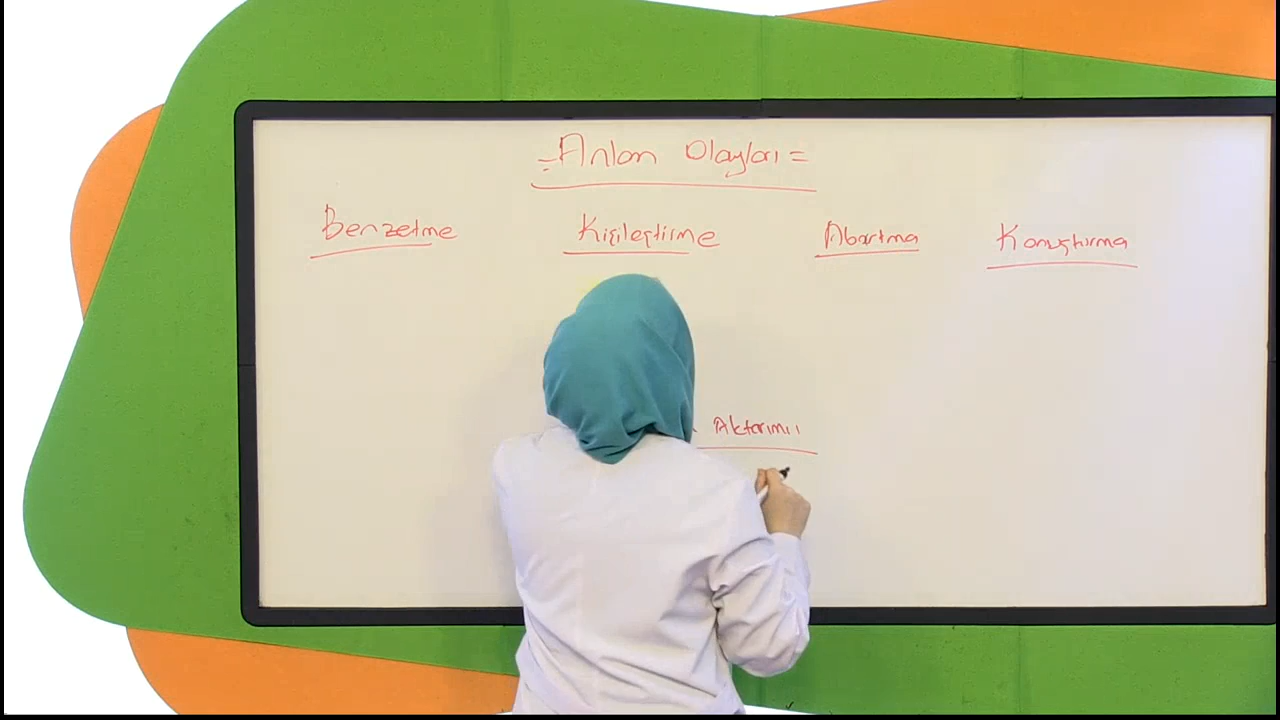 Anlam Olayları =
Benzetme Kişileştirme Abartma Konuşturma
Aktarımı